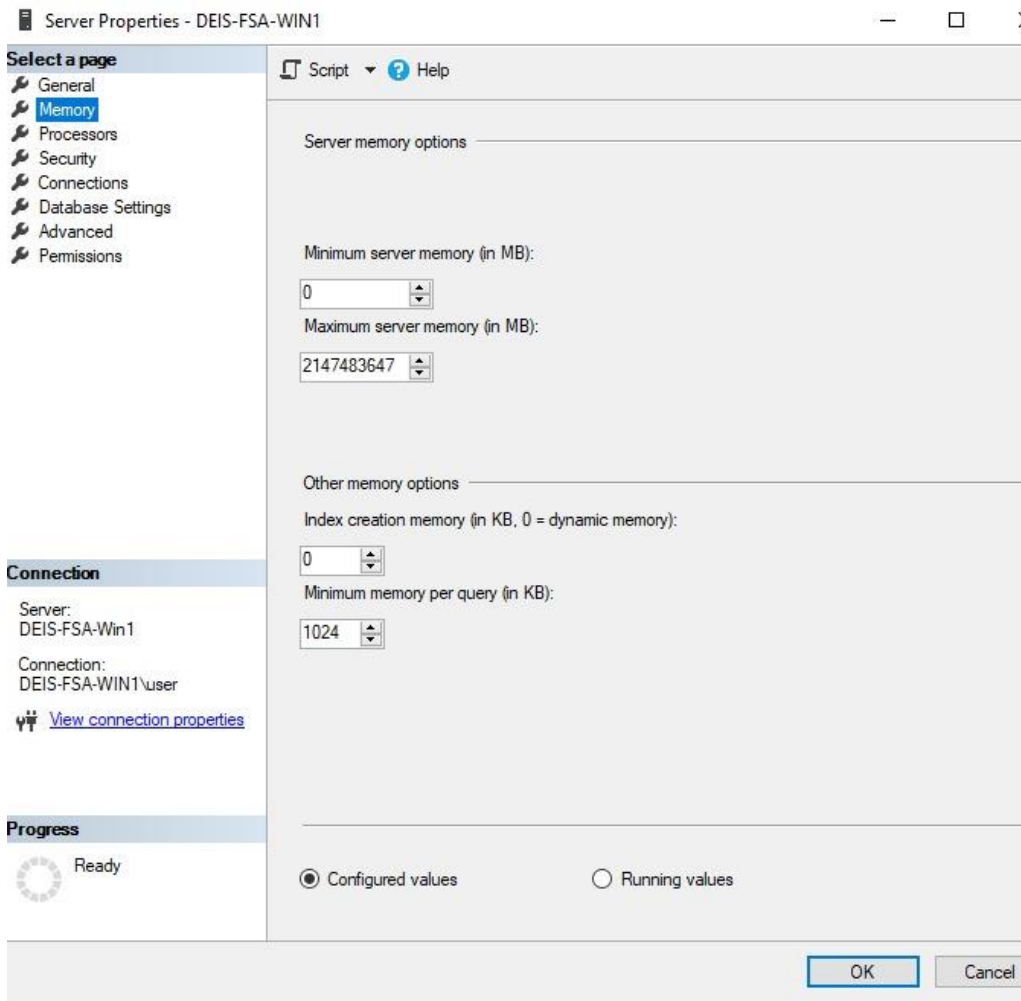 Server Properties - DEIS-FSA-WIN1
Select a page
General
Memory
Processors
Security
Connections
Database Settings
Advanced
Permissions
Script
Help
Server memory options
Minimum server memory (in MB):
0
Maximum server memory (in MB):
2147483647
Other memory options
Index creation memory (in KB, 0 = dynamic memory):
0
Minimum memory per query (in KB):
1024
Connection
Server:
DEIS-FSA-Win1
Connection:
DEIS-FSA-WIN1\user
View connection properties
Progress
Ready
Configured values
Running values
OK
Cancel